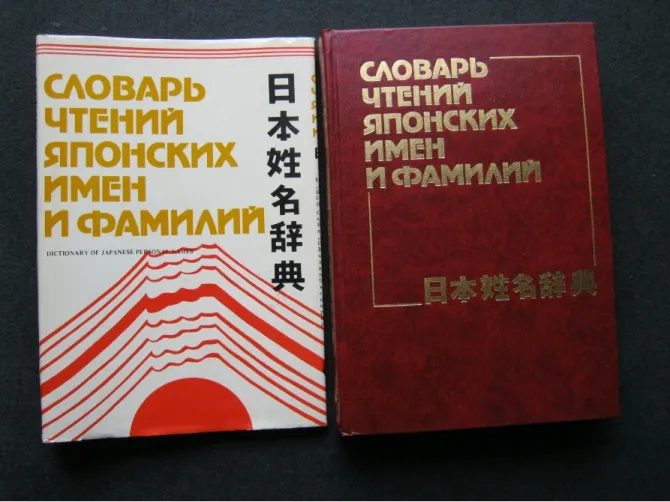 СЛОВАРЬ
ЧТЕНИЙ
ЯПОНСКИХ
ИМЕН
И ФАМИЛИЙ
日本姓名辞典
DICTIONARY OF JAPANESE PERSONAL NAMES
СЛОВАРЬ
ЧТЕНИЙ
ЯПОНСКИХ
ИМЕН
И ФАМИЛИЙ
日本姓名辞典